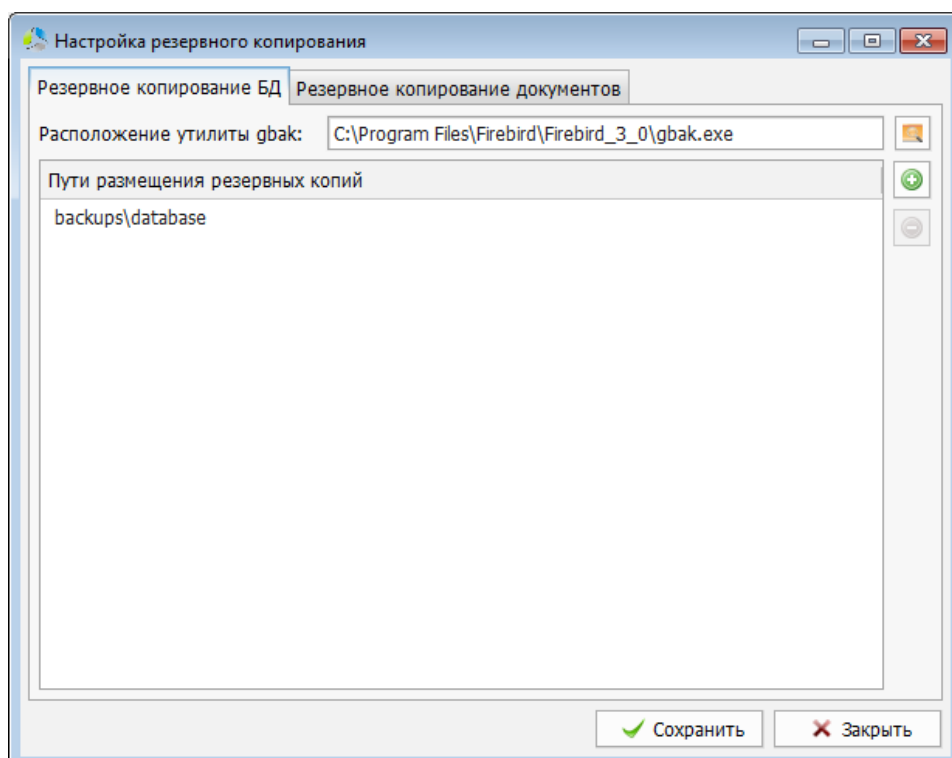 Настройка резервного копирования
Резервное копирование БД Резервное копирование документов
Расположение утилиты gbak: C:\Program Files\Firebird\Firebird_3_0\gbak.exe
Пути размещения резервных копий
backups\database
Сохранить Закрыть